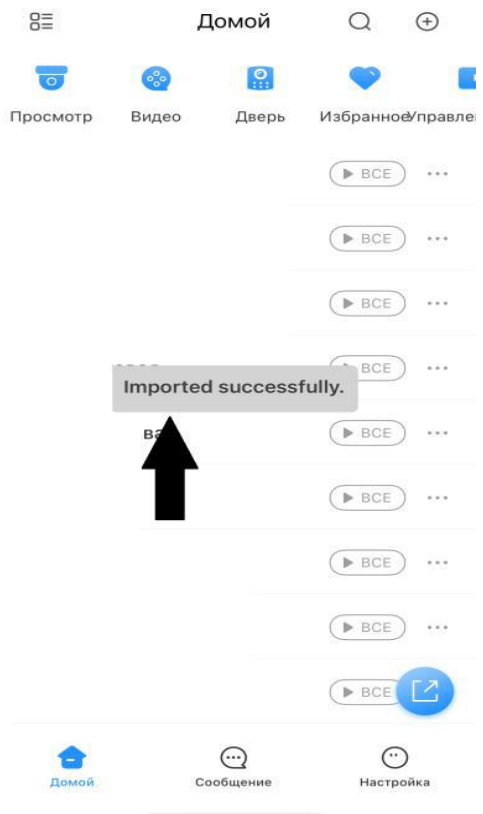 Домой
Просмотр Видео Дверь Избранное Управле
ВСЕ
ВСЕ
ВСЕ
ВСЕ
Imported successfully.
ВСЕ
ВСЕ
ВСЕ
ВСЕ
ВСЕ
Домой Сообщение Настройка